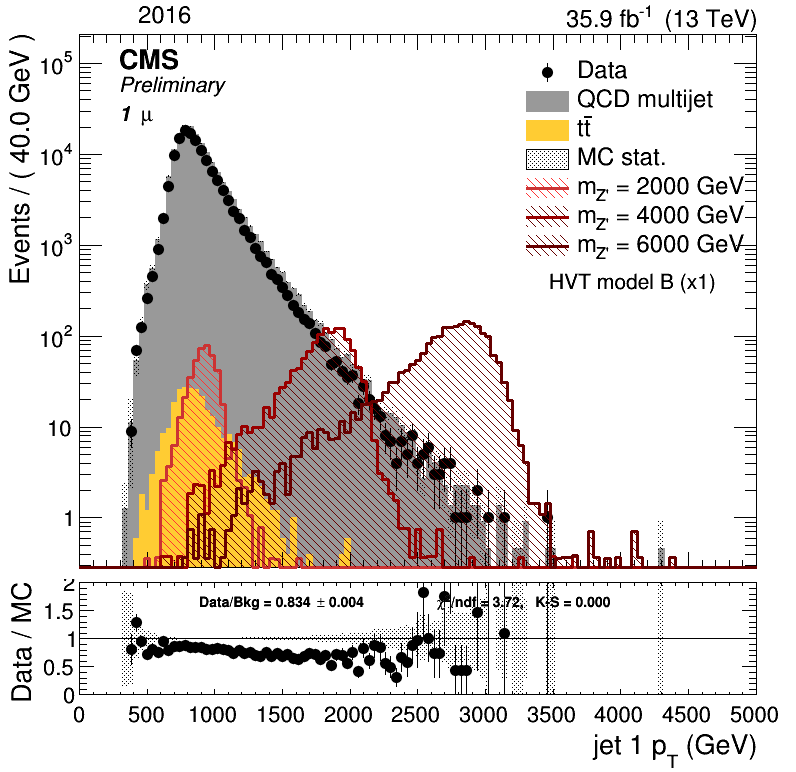 2016 35.9 fb⁻¹ (13 TeV)
CMS
Preliminary
1 μ
Data
QCD multijet
tt̄
MC stat.
m_Z' = 2000 GeV
m_Z' = 4000 GeV
m_Z' = 6000 GeV
HVT model B (x1)
Events / ( 40.0 GeV )
10⁵
10⁴
10³
10²
10
1
Data/Bkg = 0.834 ± 0.004 χ²/ndf = 3.72, K-S = 0.000
Data / MC
2
1.5
1
0.5
0
0 500 1000 1500 2000 2500 3000 3500 4000 4500 5000
jet 1 p_T (GeV)